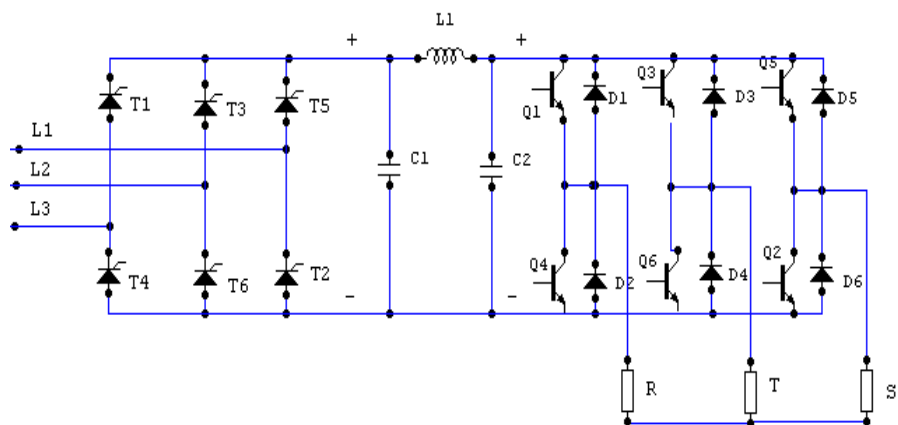 L1
+
+
Q1
D1
Q3
D3
Q5
D5
T1
T3
T5
L1
L2
L3
C1
C2
T4
T6
T2
-
-
Q4
D2
Q6
D4
Q2
D6
R
T
S